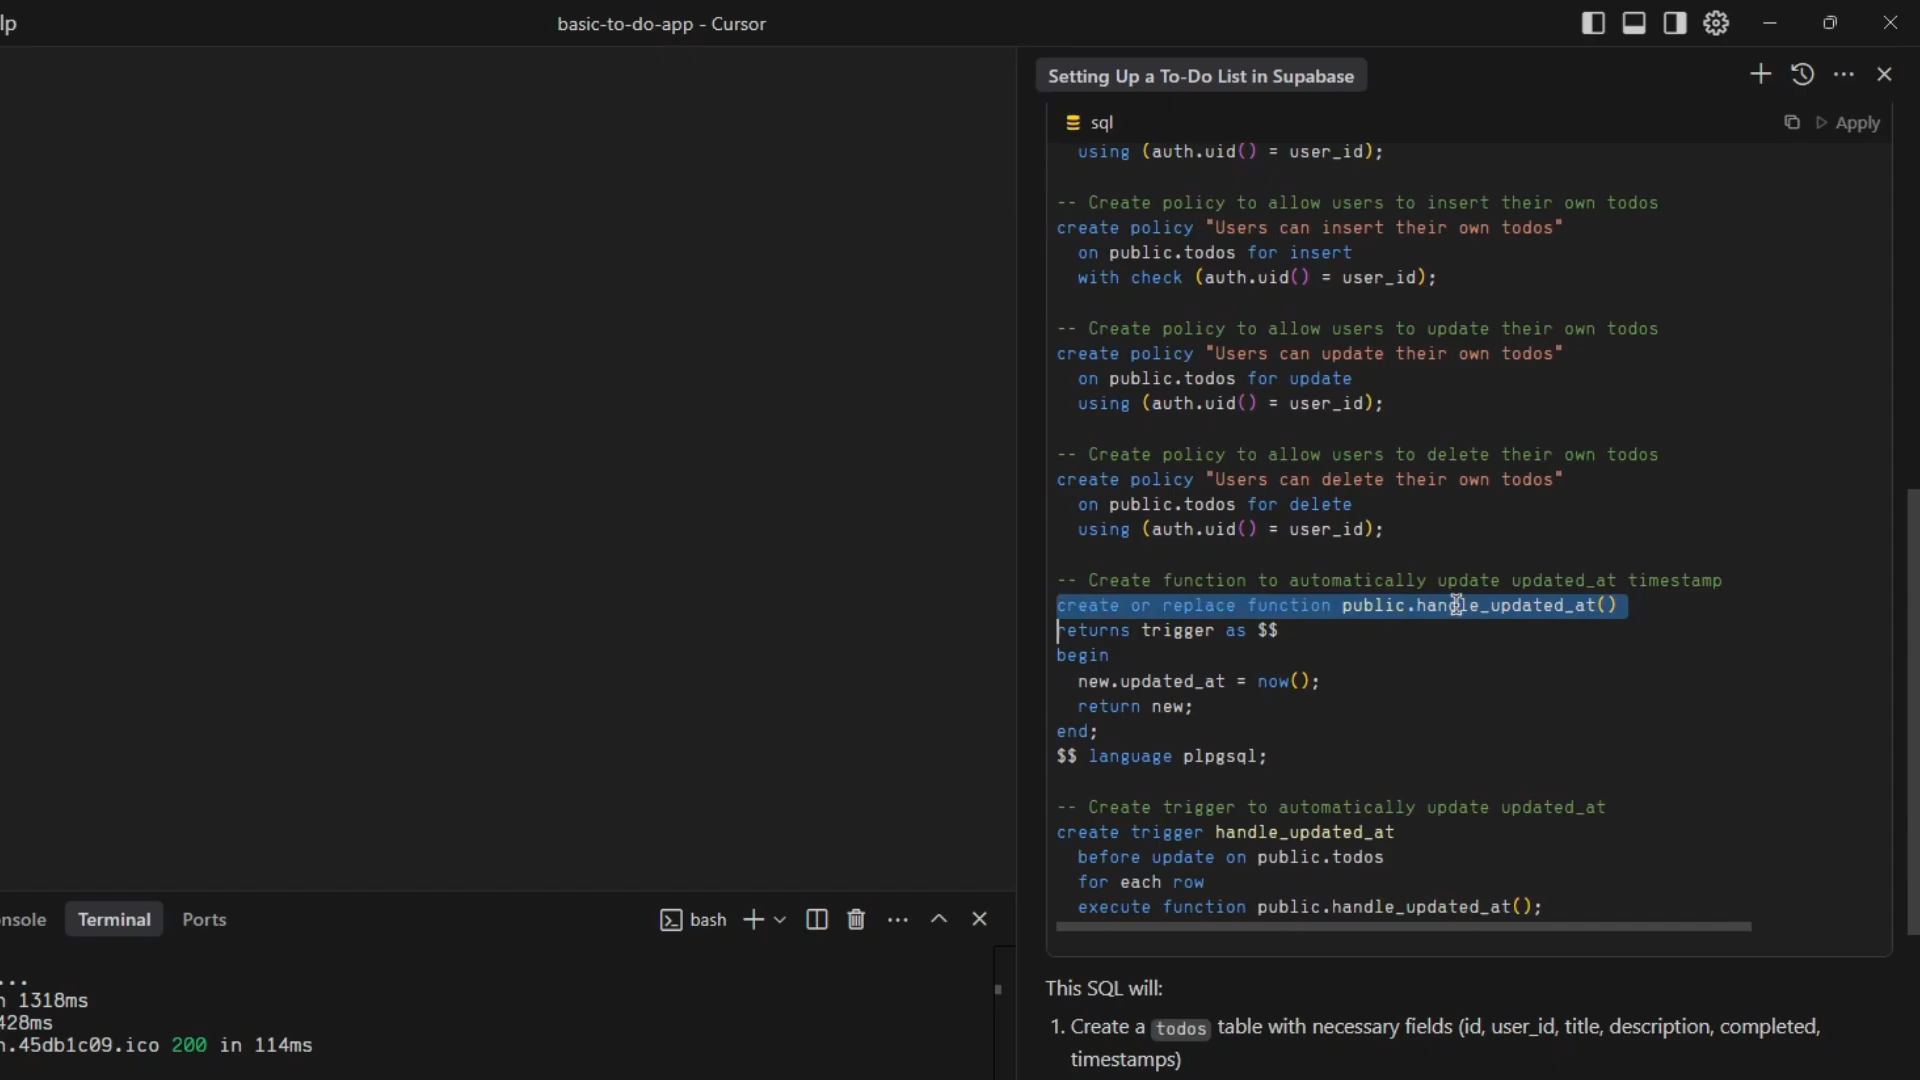 lp
basic-to-do-app - Cursor
Setting Up a To-Do List in Supabase
sql
Apply
using (auth.uid() = user_id);
-- Create policy to allow users to insert their own todos
create policy "Users can insert their own todos"
on public.todos for insert
with check (auth.uid() = user_id);
-- Create policy to allow users to update their own todos
create policy "Users can update their own todos"
on public.todos for update
using (auth.uid() = user_id);
-- Create policy to allow users to delete their own todos
create policy "Users can delete their own todos"
on public.todos for delete
using (auth.uid() = user_id);
-- Create function to automatically update updated_at timestamp
create or replace function public.handle_updated_at()
returns trigger as $$
begin
new.updated_at = now();
return new;
end;
$$ language plpgsql;
-- Create trigger to automatically update updated_at
create trigger handle_updated_at
before update on public.todos
for each row
execute function public.handle_updated_at();
This SQL will:
1. Create a todos table with necessary fields (id, user_id, title, description, completed,
timestamps)
nsole Terminal Ports
bash
...
n 1318ms
428ms
n.45db1c09.ico 200 in 114ms